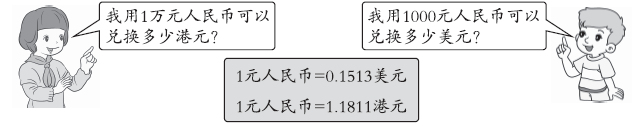 我用1万元人民币可以
兑换多少港元?
我用1000元人民币可以
兑换多少美元?
1元人民币=0.1513美元
1元人民币=1.1811港元